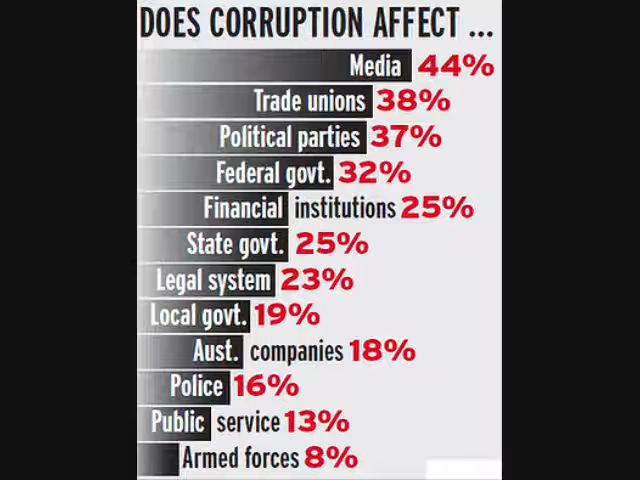 DOES CORRUPTION AFFECT ...
Media 44%
Trade unions 38%
Political parties 37%
Federal govt. 32%
Financial institutions 25%
State govt. 25%
Legal system 23%
Local govt. 19%
Aust. companies 18%
Police 16%
Public service 13%
Armed forces 8%